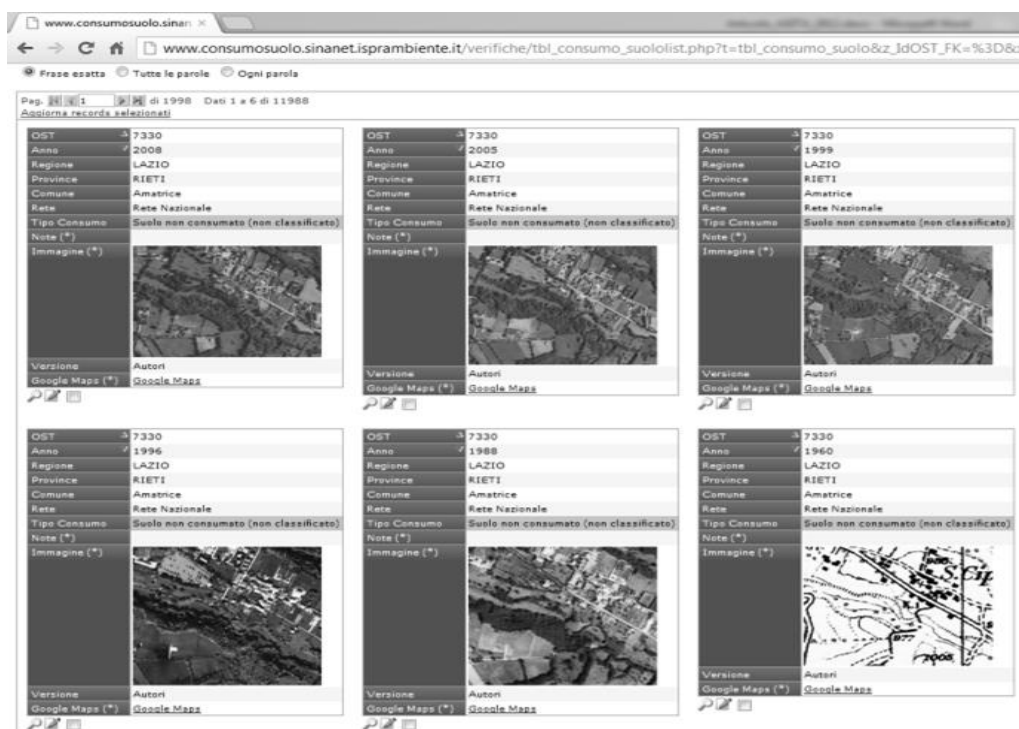 www.consumosuolo.sinan
www.consumosuolo.sinanet.isprambiente.it/verifiche/tbl_consumo_suololist.php?t=tbl_consumo_suolo&z_IdOST_FK=%3D&
Frase esatta Tutte le parole Ogni parola
Pag. 1 di 1998 Dati 1 a 6 di 11988
Aggiorna records selezionati
OST 7330
Anno 2008
Regione LAZIO
Province RIETI
Comune Amatrice
Rete Rete Nazionale
Tipo Consumo Suolo non consumato (non classificato)
Note (*)
Immagine (*)
Versione Autori
Google Maps (*) Google Maps
OST 7330
Anno 2005
Regione LAZIO
Province RIETI
Comune Amatrice
Rete Rete Nazionale
Tipo Consumo Suolo non consumato (non classificato)
Note (*)
Immagine (*)
Versione Autori
Google Maps (*) Google Maps
OST 7330
Anno 1999
Regione LAZIO
Province RIETI
Comune Amatrice
Rete Rete Nazionale
Tipo Consumo Suolo non consumato (non classificato)
Note (*)
Immagine (*)
Versione Autori
Google Maps (*) Google Maps
OST 7330
Anno 1996
Regione LAZIO
Province RIETI
Comune Amatrice
Rete Rete Nazionale
Tipo Consumo Suolo non consumato (non classificato)
Note (*)
Immagine (*)
Versione Autori
Google Maps (*) Google Maps
OST 7330
Anno 1988
Regione LAZIO
Province RIETI
Comune Amatrice
Rete Rete Nazionale
Tipo Consumo Suolo non consumato (non classificato)
Note (*)
Immagine (*)
Versione Autori
Google Maps (*) Google Maps
OST 7330
Anno 1960
Regione LAZIO
Province RIETI
Comune Amatrice
Rete Rete Nazionale
Tipo Consumo Suolo non consumato (non classificato)
Note (*)
Immagine (*)
S. Cip
977
Versione Autori
Google Maps (*) Google Maps